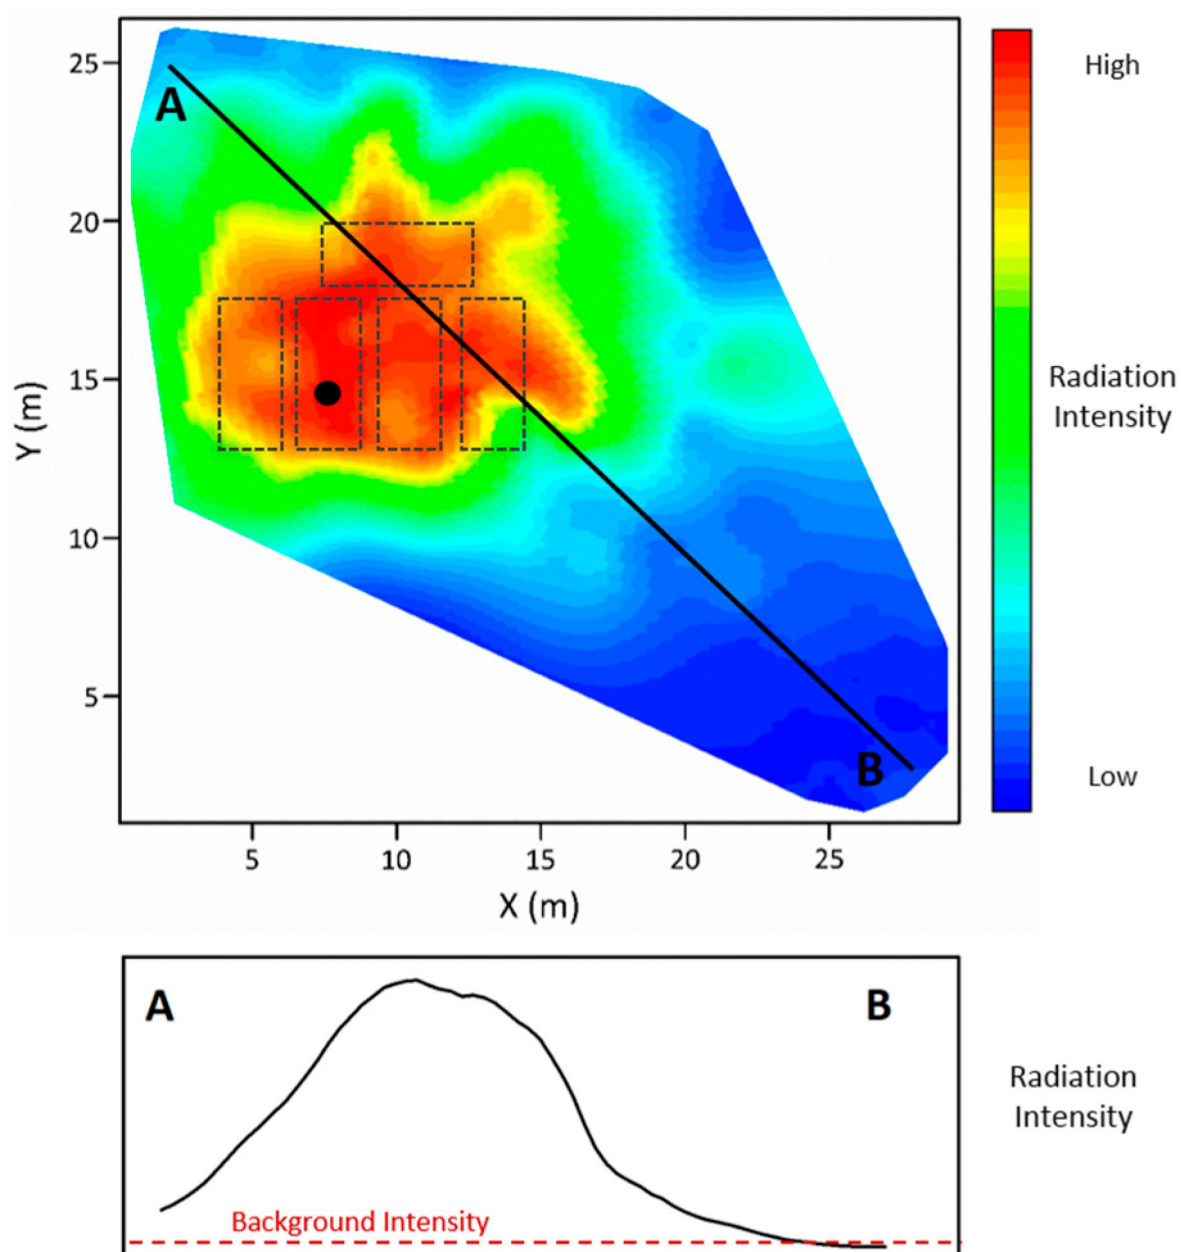 25
20
15
10
5
Y (m)
A
B
5
10
15
20
25
X (m)
High
Radiation
Intensity
Low
A
B
Background Intensity
Radiation
Intensity